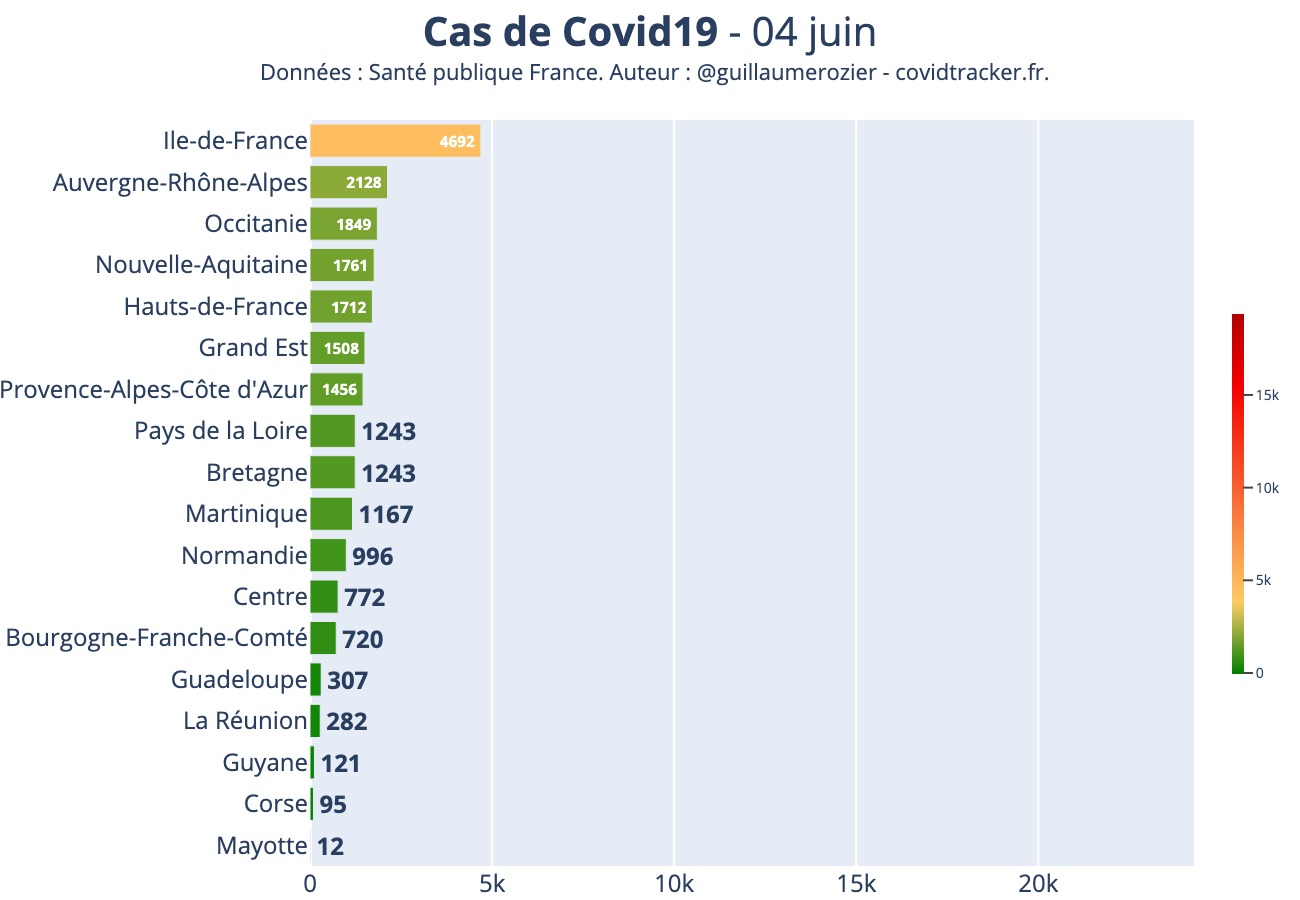 Cas de Covid19 - 04 juin
Données : Santé publique France. Auteur : @guillaumerozier - covidtracker.fr.
Ile-de-France 4692
Auvergne-Rhône-Alpes 2128
Occitanie 1849
Nouvelle-Aquitaine 1761
Hauts-de-France 1712
Grand Est 1508
Provence-Alpes-Côte d'Azur 1456
Pays de la Loire 1243
Bretagne 1243
Martinique 1167
Normandie 996
Centre 772
Bourgogne-Franche-Comté 720
Guadeloupe 307
La Réunion 282
Guyane 121
Corse 95
Mayotte 12
0 5k 10k 15k 20k
15k
10k
5k
0